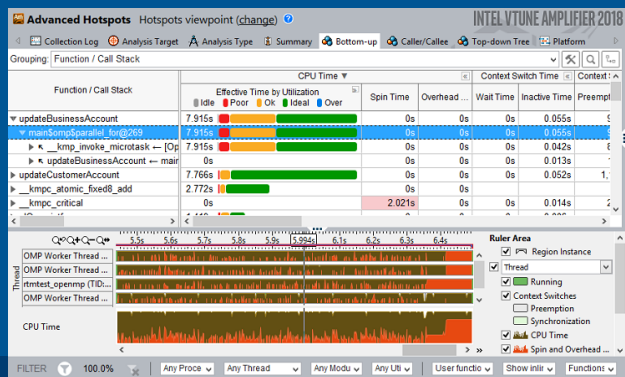 Advanced Hotspots Hotspots viewpoint (change) ?
INTEL VTUNE AMPLIFIER 2018
Collection Log Analysis Target Analysis Type Summary Bottom-up Caller/Callee Top-down Tree Platform
Grouping: Function / Call Stack
Function / Call Stack
CPU Time ▼
Context Switch Time
Context S
Effective Time by Utilization
Idle Poor Ok Ideal Over
Spin Time
Overhead ...
Wait Time
Inactive Time
Preempt
updateBusinessAccount 7.915s 0s 0s 0s 0.055s
main$omp$parallel_for@269 7.915s 0s 0s 0s 0.055s
__kmp_invoke_microtask ← [Op 7.915s 0s 0s 0s 0.042s
updateBusinessAccount ← main 0s 0s 0s 0s 0.013s
updateCustomerAccount 7.766s 0s 0s 0s 0.052s 1,
__kmpc_atomic_fixed8_add 2.772s 0s 0s 0s
__kmpc_critical 0s 2.021s 0s 0s 0.014s
5.5s 5.6s 5.7s 5.8s 5.9s 5.994s 6.1s 6.2s 6.3s 6.4s
Thread
OMP Worker Thread ...
OMP Worker Thread ...
rtmtest_openmp (TID:...
OMP Worker Thread ...
CPU Time
Ruler Area
Region Instance
Thread
Running
Context Switches
Preemption
Synchronization
CPU Time
Spin and Overhead ...
FILTER 100.0% Any Proce Any Thread Any Modu Any Uti User functio Show inlin Functions